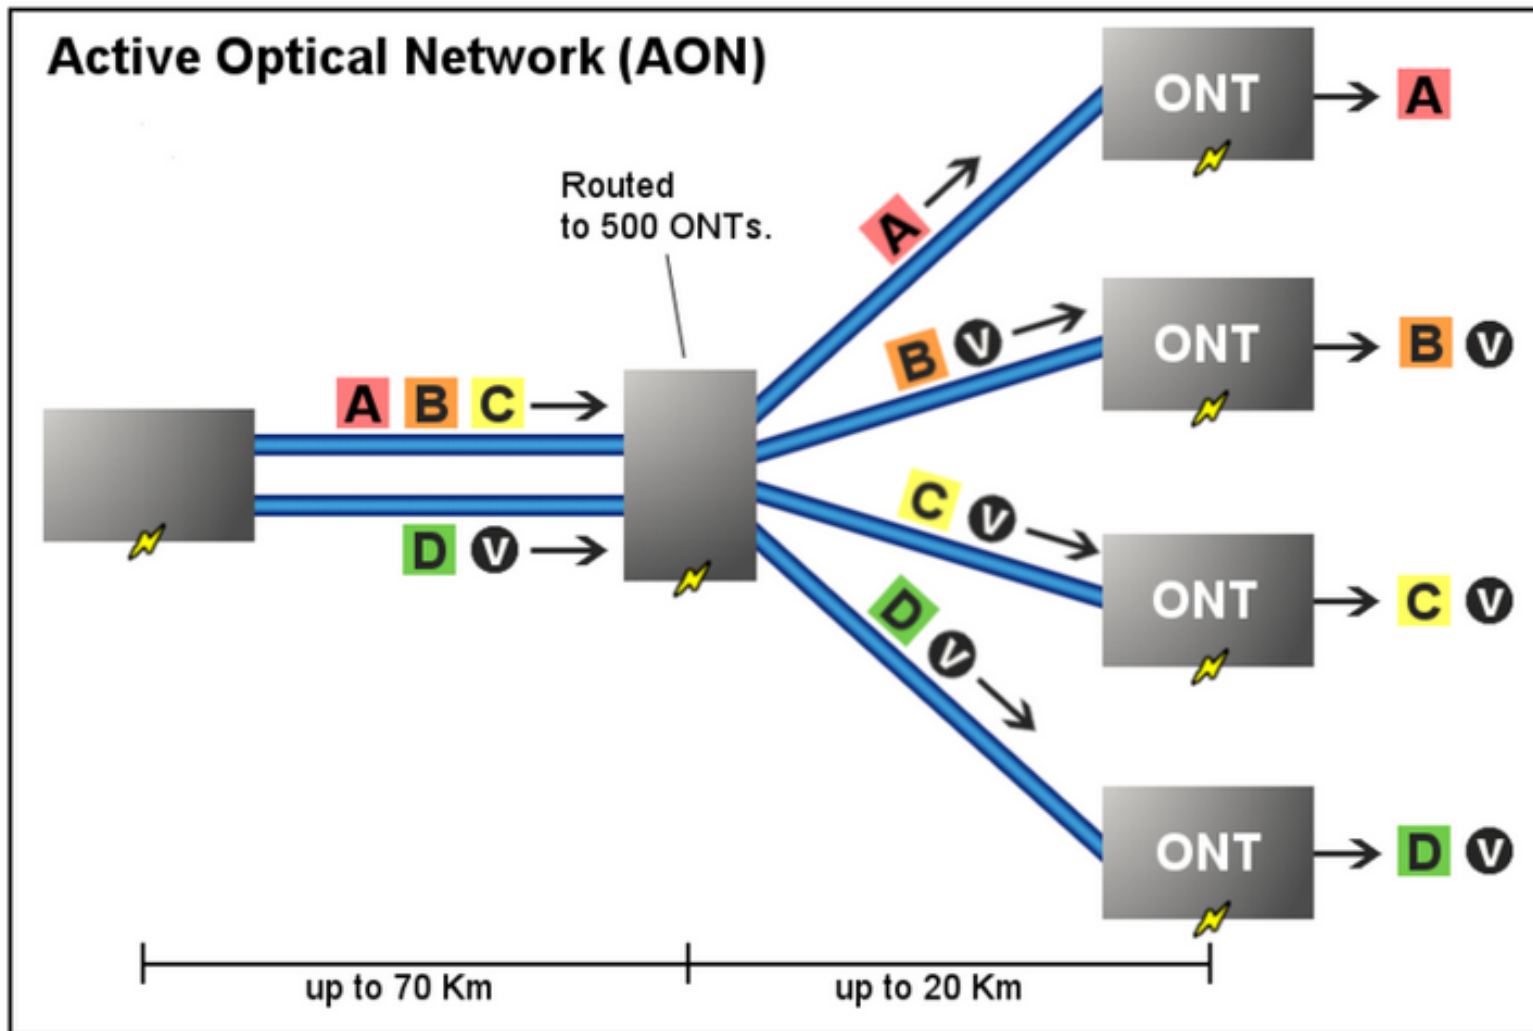 Active Optical Network (AON)
ONT
A
Routed
to 500 ONTs.
A
B v
ONT
B v
A B C
C v
D v
ONT
C v
D v
ONT
D v
up to 70 Km
up to 20 Km